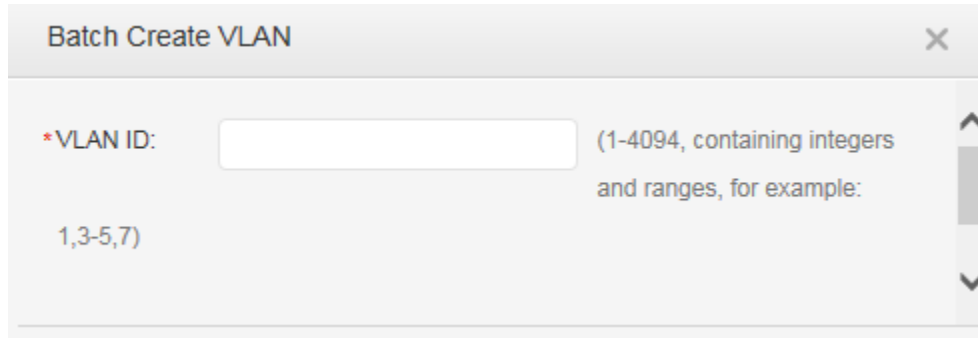 Batch Create VLAN
*VLAN ID: (1-4094, containing integers
and ranges, for example:
1,3-5,7)